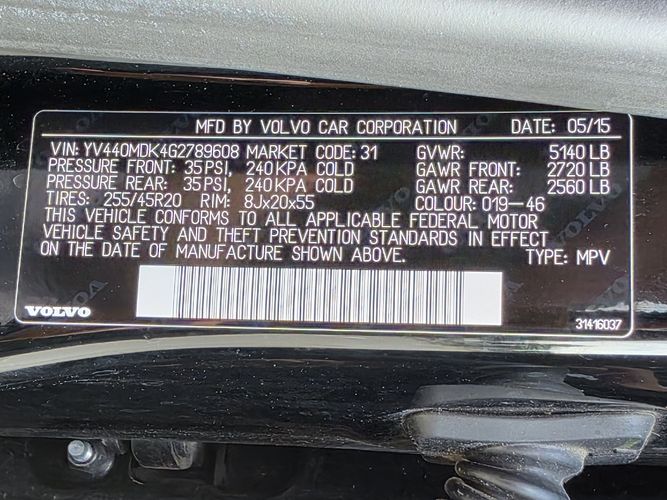 MFD BY VOLVO CAR CORPORATION DATE: 05/15
VIN: YV440MDK4G2789608 MARKET CODE: 31 GVWR: 5140 LB
PRESSURE FRONT: 35 PSI, 240 KPA COLD GAWR FRONT: 2720 LB
PRESSURE REAR: 35 PSI, 240 KPA COLD GAWR REAR: 2560 LB
TIRES: 255/45R20 RIM: 8Jx20x55 COLOUR: 019-46
THIS VEHICLE CONFORMS TO ALL APPLICABLE FEDERAL MOTOR
VEHICLE SAFETY AND THEFT PREVENTION STANDARDS IN EFFECT
ON THE DATE OF MANUFACTURE SHOWN ABOVE. TYPE: MPV
VOLVO
31416037